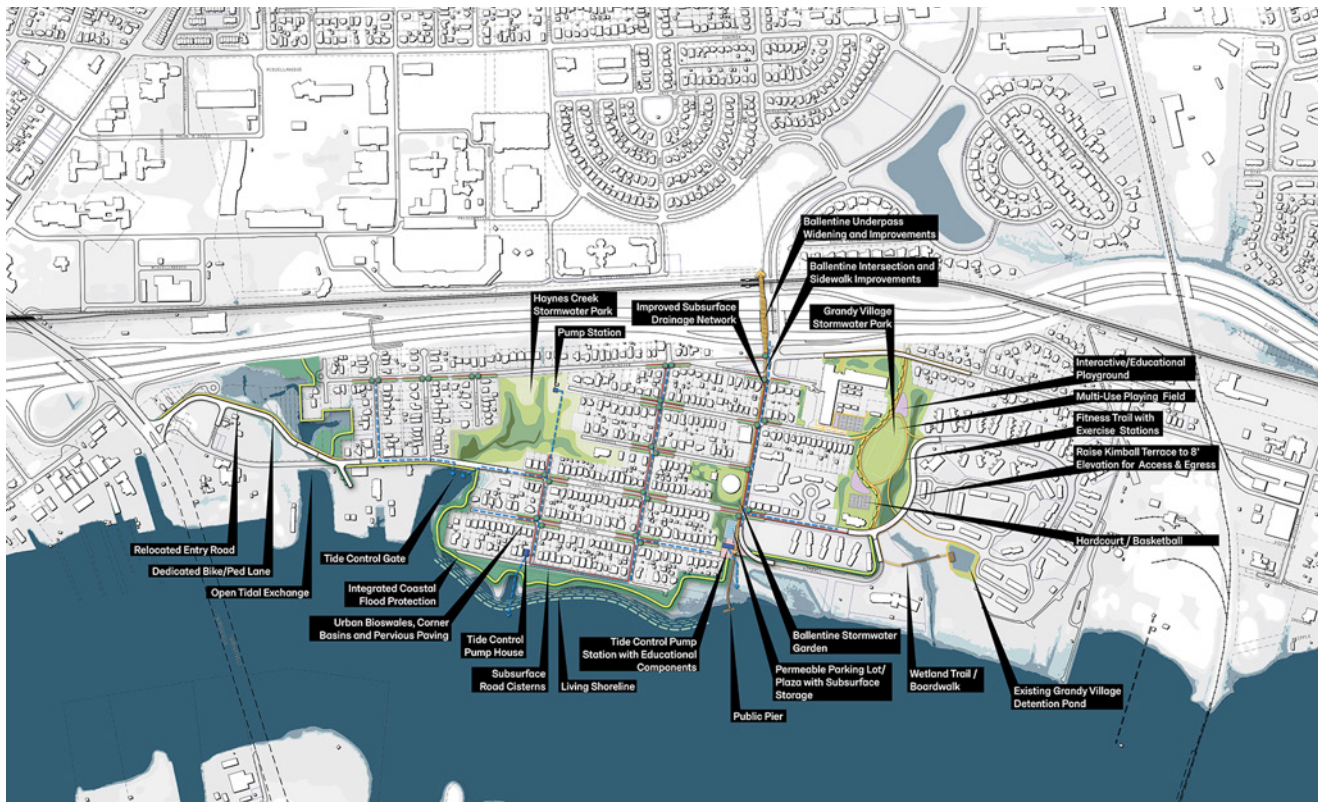 Ballentine Underpass
Widening and Improvements
Ballentine Intersection and
Sidewalk Improvements
Haynes Creek
Stormwater Park
Improved Subsurface
Drainage Network
Grandy Village
Stormwater Park
Pump Station
Interactive/Educational
Playground
Multi-Use Playing Field
Fitness Trail with
Exercise Stations
Raise Kimball Terrace to 8'
Elevation for Access & Egress
Hardcourt / Basketball
Relocated Entry Road
Dedicated Bike/Ped Lane
Open Tidal Exchange
Tide Control Gate
Integrated Coastal
Flood Protection
Urban Bioswales, Corner
Basins and Pervious Paving
Tide Control
Pump House
Subsurface
Road Cisterns
Living Shoreline
Tide Control Pump
Station with Educational
Components
Public Pier
Ballentine Stormwater
Garden
Permeable Parking Lot/
Plaza with Subsurface
Storage
Wetland Trail /
Boardwalk
Existing Grandy Village
Detention Pond